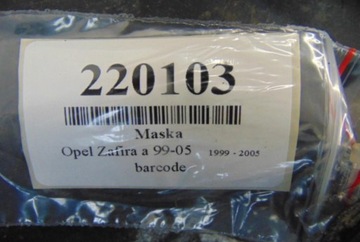 220103
Maska
Opel Zafira a 99-05 1999 - 2005
barcode